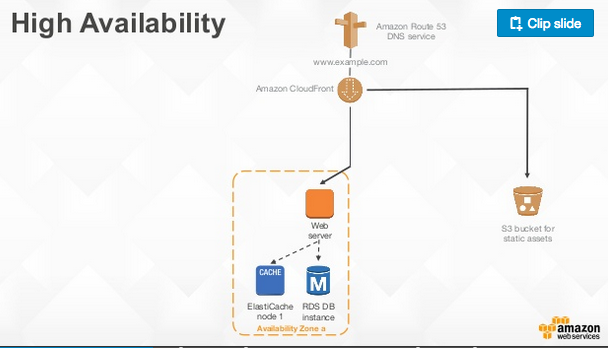 High Availability
Clip slide
Amazon Route 53
DNS service
www.example.com
Amazon CloudFront
Web
server
S3 bucket for
static assets
CACHE
M
ElastiCache
node 1
RDS DB
instance
Availability Zone a
amazon
web services